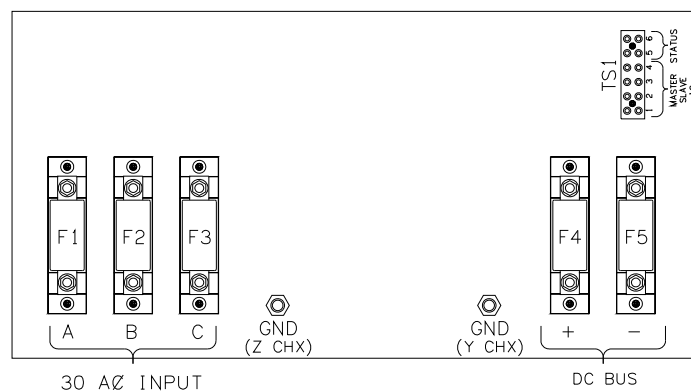 TS1
6
5
4
3
2
1
STATUS
MASTER
SLAVE
F1
F2
F3
F4
F5
A
B
C
GND
(Z CHX)
GND
(Y CHX)
+
-
30 AC INPUT
DC BUS